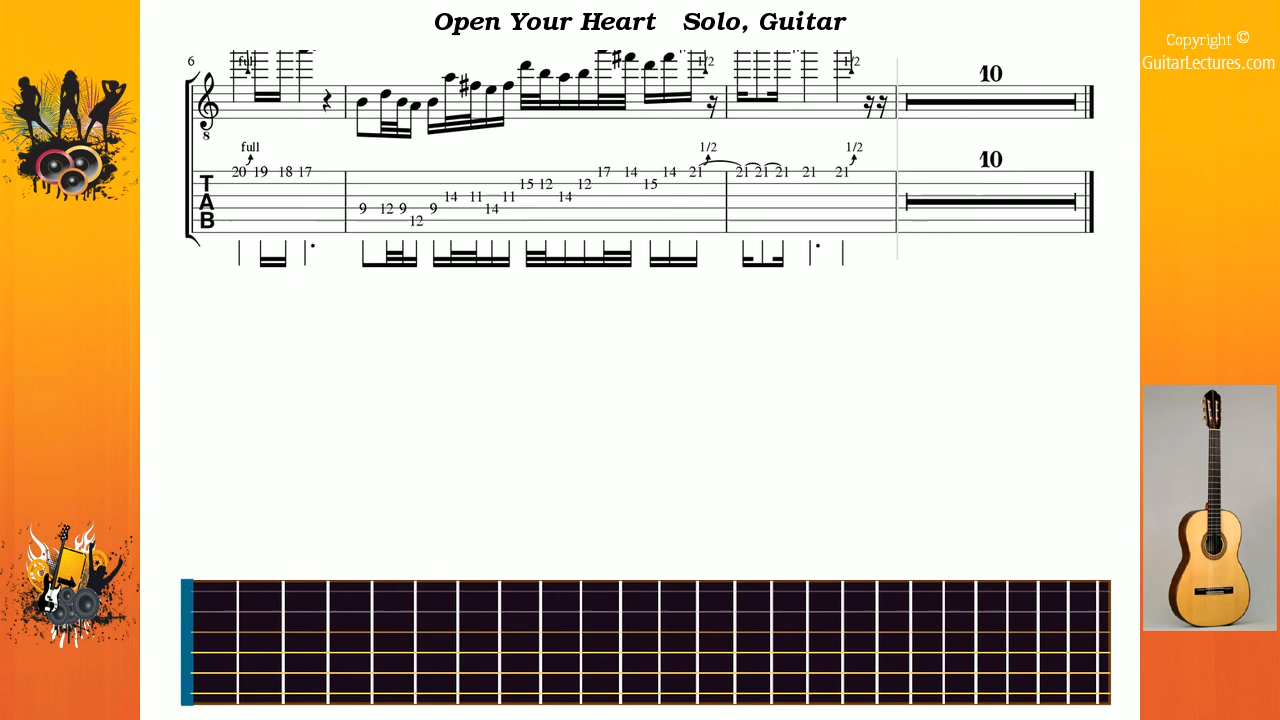 Open Your Heart   Solo, Guitar
Copyright ©
GuitarLectures.com
6
full
1/2
1/2
10
8
full
1/2
1/2
10
20 19 18 17 17 14 14 21 21 21 21 21 21
15 12 12 15
T 14 11 11 14
A 9 12 9 9 14
B 12